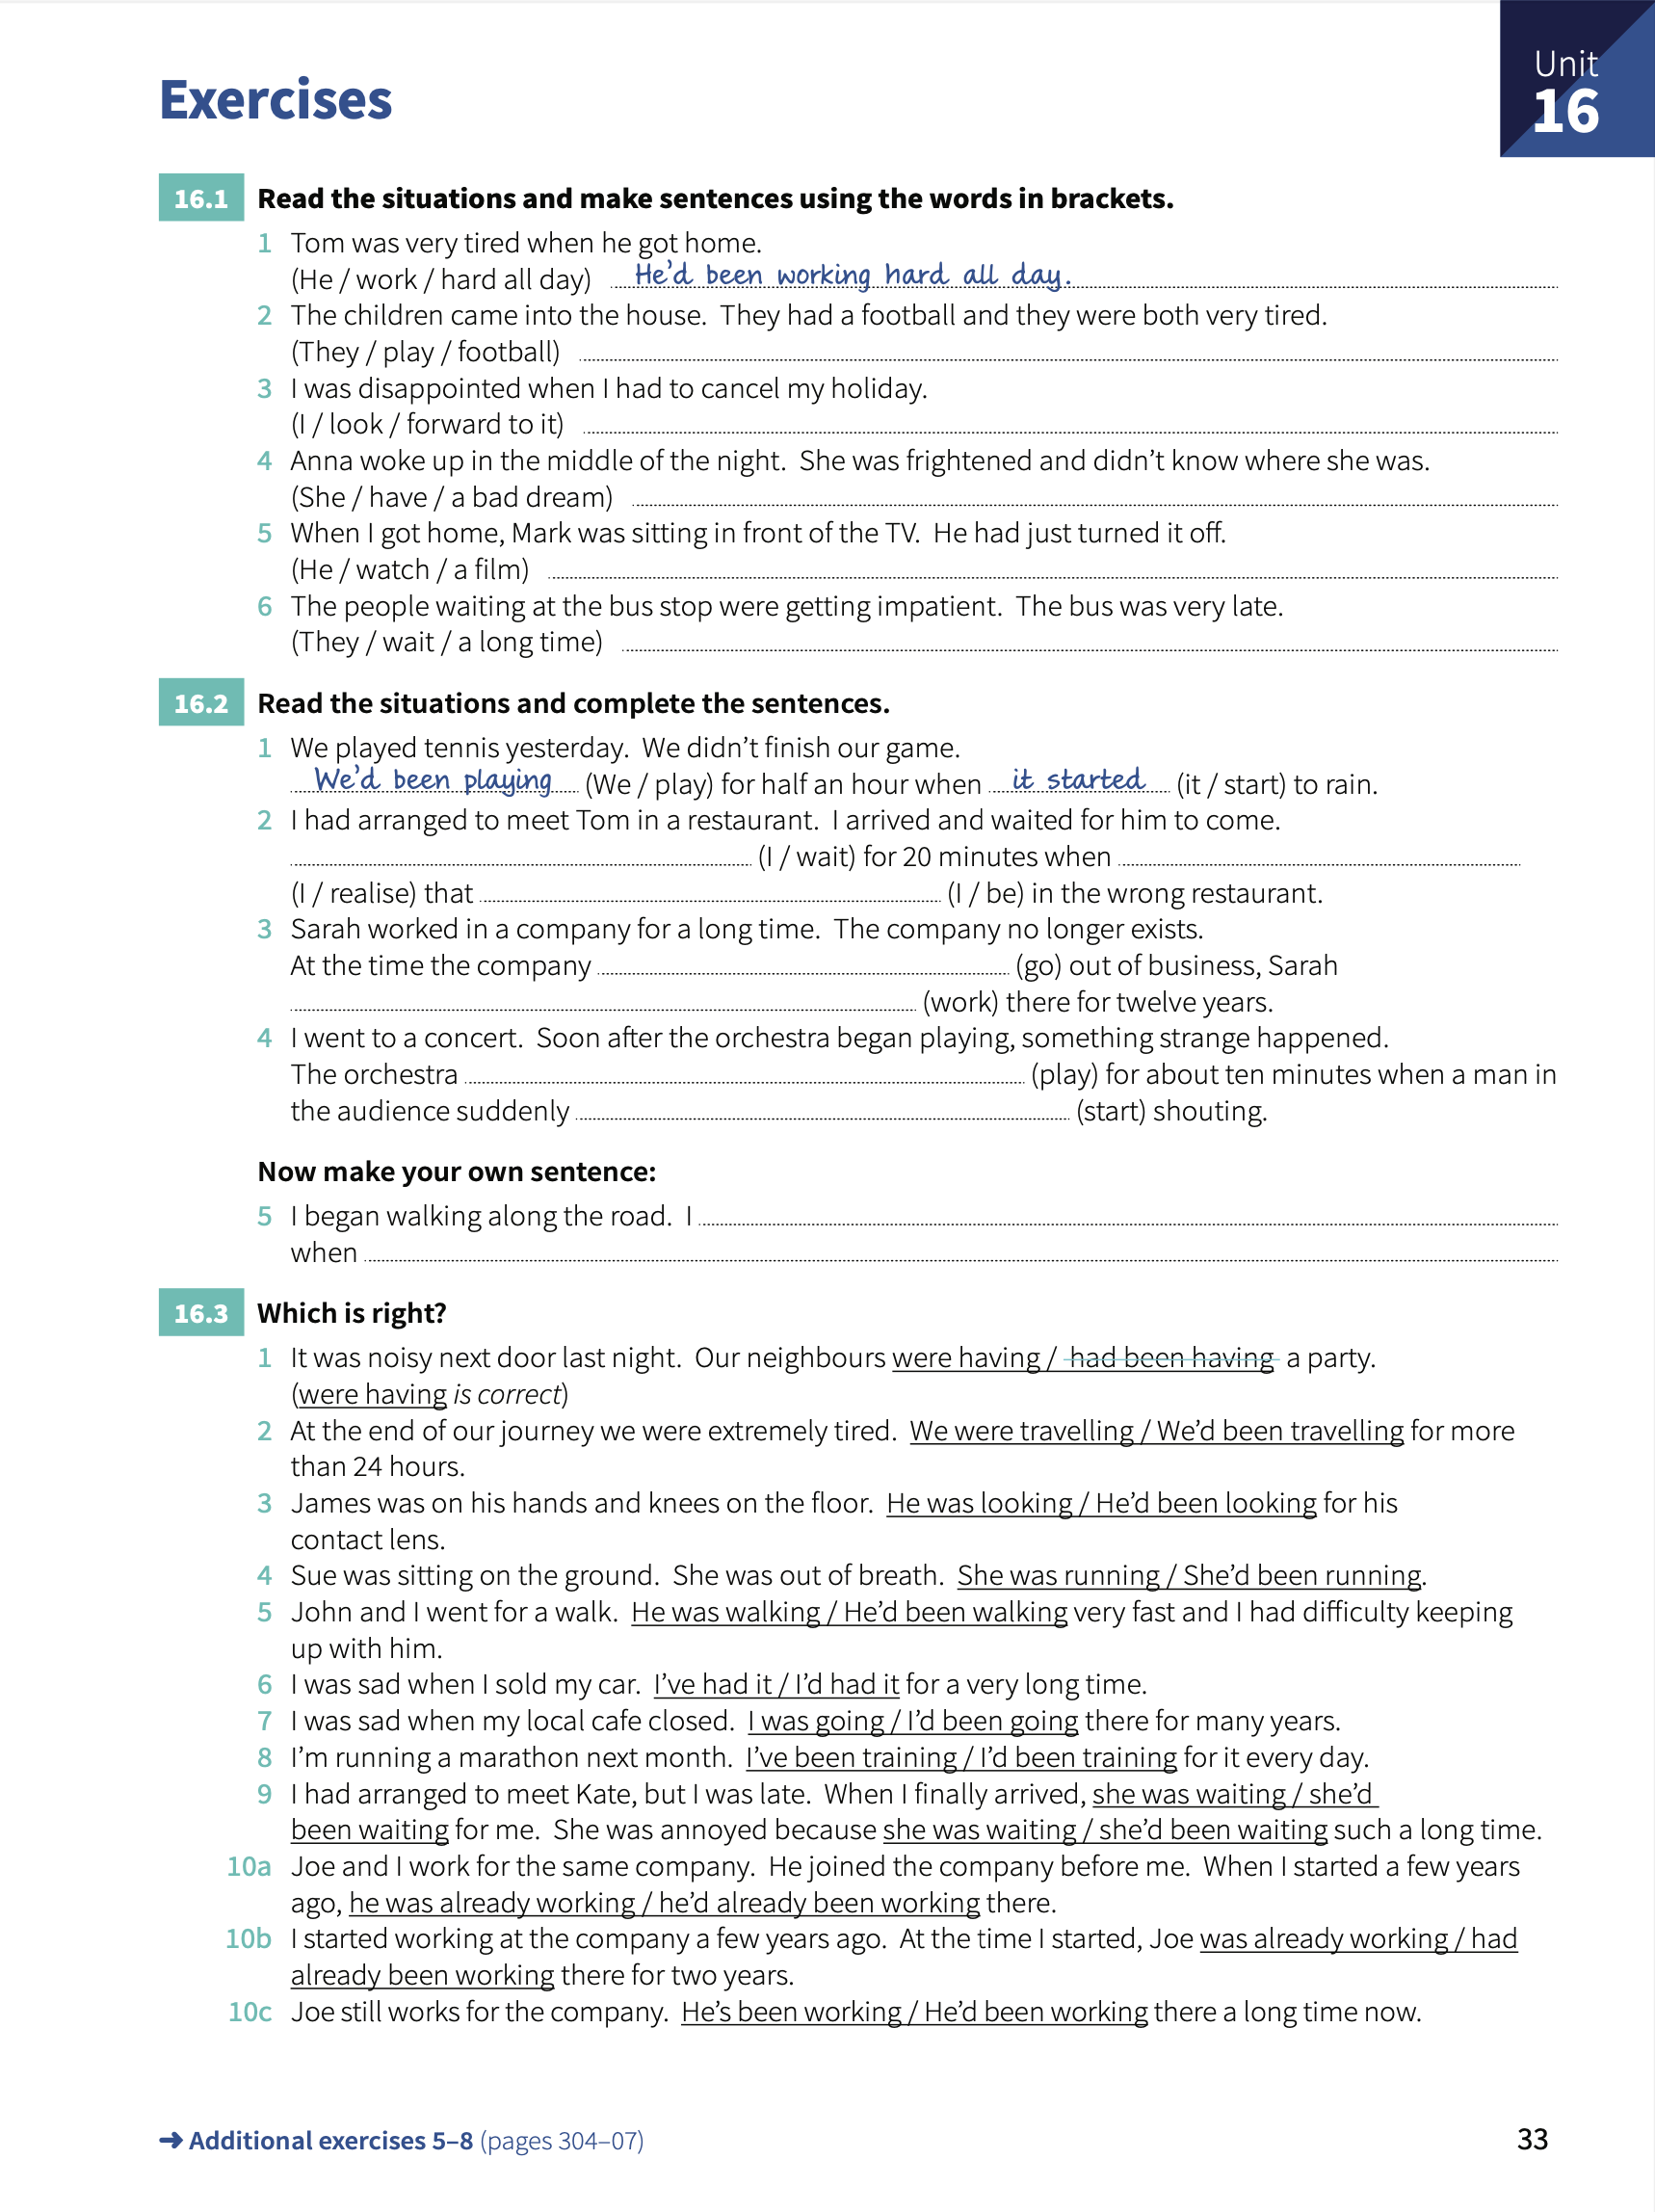 Unit
16
Exercises
16.1 Read the situations and make sentences using the words in brackets.
1 Tom was very tired when he got home.
(He / work / hard all day) He'd been working hard all day.
2 The children came into the house. They had a football and they were both very tired.
(They / play / football)
3 I was disappointed when I had to cancel my holiday.
(I / look / forward to it)
4 Anna woke up in the middle of the night. She was frightened and didn't know where she was.
(She / have / a bad dream)
5 When I got home, Mark was sitting in front of the TV. He had just turned it off.
(He / watch / a film)
6 The people waiting at the bus stop were getting impatient. The bus was very late.
(They / wait / a long time)
16.2 Read the situations and complete the sentences.
1 We played tennis yesterday. We didn't finish our game.
We'd been playing (We / play) for half an hour when it started (it / start) to rain.
2 I had arranged to meet Tom in a restaurant. I arrived and waited for him to come.
(I / wait) for 20 minutes when
(I / realise) that (I / be) in the wrong restaurant.
3 Sarah worked in a company for a long time. The company no longer exists.
At the time the company (go) out of business, Sarah
(work) there for twelve years.
4 I went to a concert. Soon after the orchestra began playing, something strange happened.
The orchestra (play) for about ten minutes when a man in
the audience suddenly (start) shouting.
Now make your own sentence:
5 I began walking along the road. I
when
16.3 Which is right?
1 It was noisy next door last night. Our neighbours were having / had been having a party.
(were having is correct)
2 At the end of our journey we were extremely tired. We were travelling / We'd been travelling for more
than 24 hours.
3 James was on his hands and knees on the floor. He was looking / He'd been looking for his
contact lens.
4 Sue was sitting on the ground. She was out of breath. She was running / She'd been running.
5 John and I went for a walk. He was walking / He'd been walking very fast and I had difficulty keeping
up with him.
6 I was sad when I sold my car. I've had it / I'd had it for a very long time.
7 I was sad when my local cafe closed. I was going / I'd been going there for many years.
8 I'm running a marathon next month. I've been training / I'd been training for it every day.
9 I had arranged to meet Kate, but I was late. When I finally arrived, she was waiting / she'd
been waiting for me. She was annoyed because she was waiting / she'd been waiting such a long time.
10a Joe and I work for the same company. He joined the company before me. When I started a few years
ago, he was already working / he'd already been working there.
10b I started working at the company a few years ago. At the time I started, Joe was already working / had
already been working there for two years.
10c Joe still works for the company. He's been working / He'd been working there a long time now.
➜ Additional exercises 5–8 (pages 304–07)
33